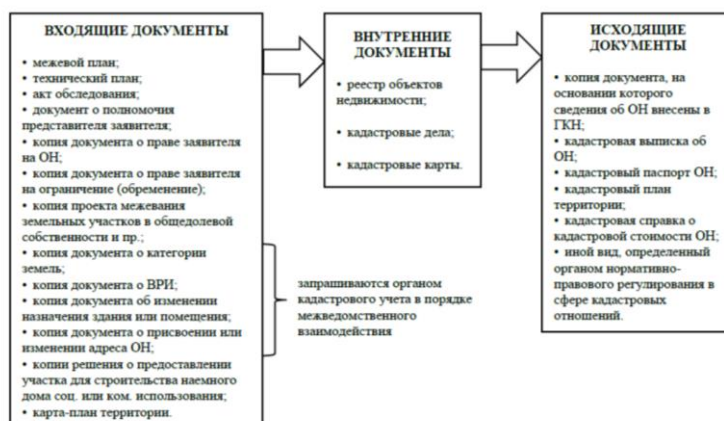 ВХОДЯЩИЕ ДОКУМЕНТЫ
• межевой план;
• технический план;
• акт обследования;
• документ о полномочия
представителя заявителя;
• копия документа о праве заявителя
на ОН;
• копия документа о праве заявителя
на ограничение (обременение);
• копия проекта межевания
земельных участков в общедолевой
собственности и пр.;
• копия документа о категории
земель;
• копия документа о ВРИ;
• копия документа об изменении
назначения здания или помещения;
• копия документа о присвоении или
изменении адреса ОН;
• копии решения о предоставлении
участка для строительства наемного
дома соц. или ком. использования;
• карта-план территории.
запрашиваются органом
кадастрового учета в порядке
межведомственного
взаимодействия
ВНУТРЕННИЕ
ДОКУМЕНТЫ
• реестр объектов
недвижимости;
• кадастровые дела;
• кадастровые карты.
ИСХОДЯЩИЕ
ДОКУМЕНТЫ
• копия документа, на
основании которого
сведения об ОН внесены в
ГКН;
• кадастровая выписка об
ОН;
• кадастровый паспорт ОН;
• кадастровый план
территории;
• кадастровая справка о
кадастровой стоимости ОН;
• иной вид, определенный
органом нормативно-
правового регулирования в
сфере кадастровых
отношений.